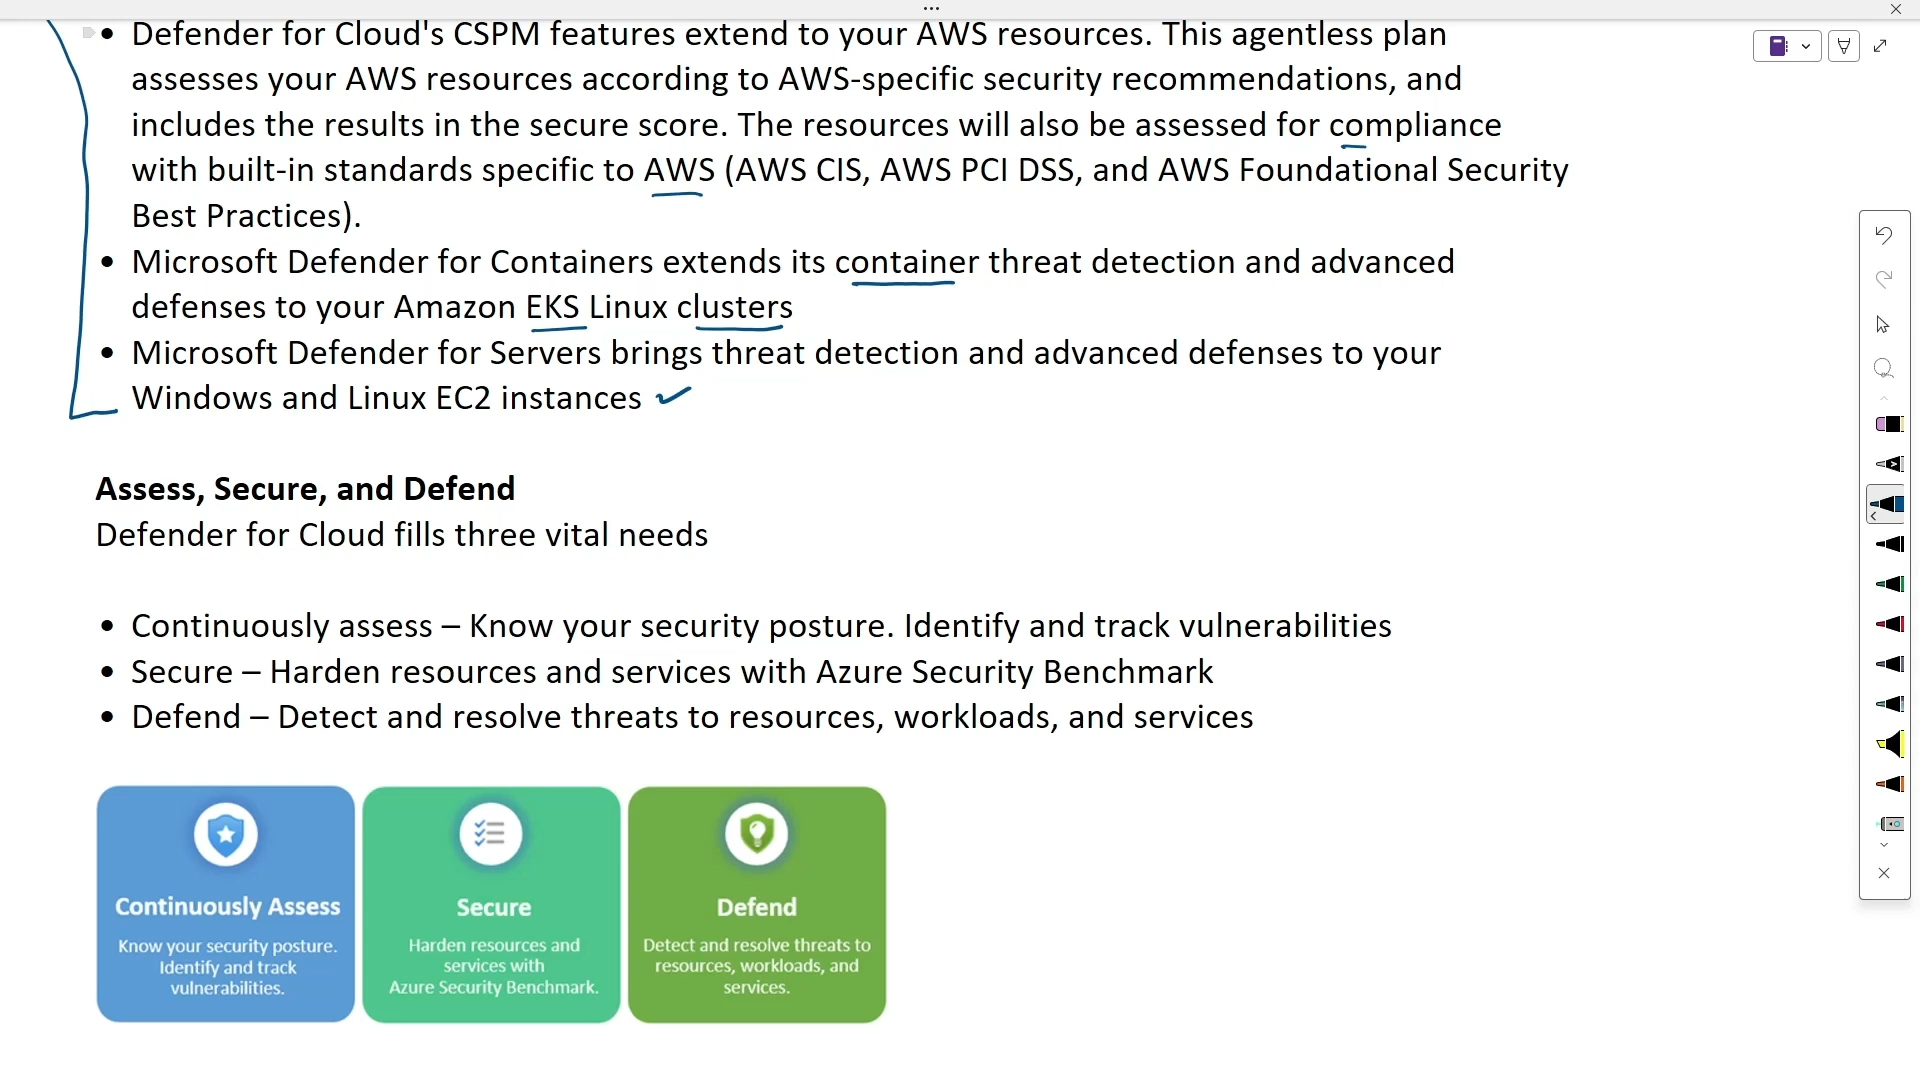 • Defender for Cloud's CSPM features extend to your AWS resources. This agentless plan
assesses your AWS resources according to AWS-specific security recommendations, and
includes the results in the secure score. The resources will also be assessed for compliance
with built-in standards specific to AWS (AWS CIS, AWS PCI DSS, and AWS Foundational Security
Best Practices).
• Microsoft Defender for Containers extends its container threat detection and advanced
defenses to your Amazon EKS Linux clusters
• Microsoft Defender for Servers brings threat detection and advanced defenses to your
Windows and Linux EC2 instances
Assess, Secure, and Defend
Defender for Cloud fills three vital needs
• Continuously assess – Know your security posture. Identify and track vulnerabilities
• Secure – Harden resources and services with Azure Security Benchmark
• Defend – Detect and resolve threats to resources, workloads, and services
Continuously Assess
Know your security posture.
Identify and track
vulnerabilities.
Secure
Harden resources and
services with
Azure Security Benchmark.
Defend
Detect and resolve threats to
resources, workloads, and
services.